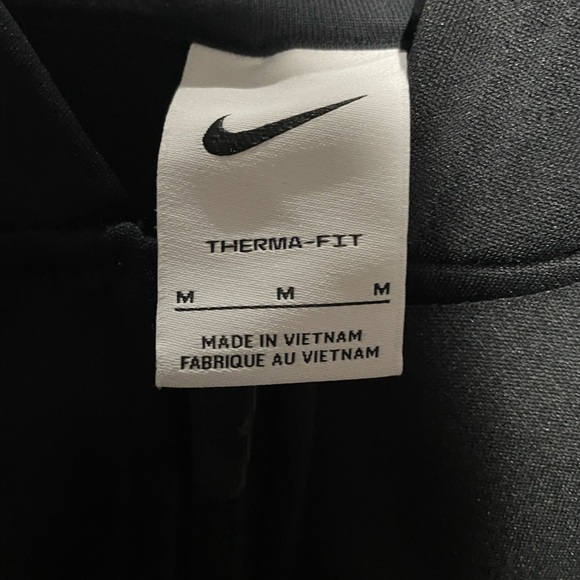 THERMA-FIT
M M M
MADE IN VIETNAM
FABRIQUE AU VIETNAM